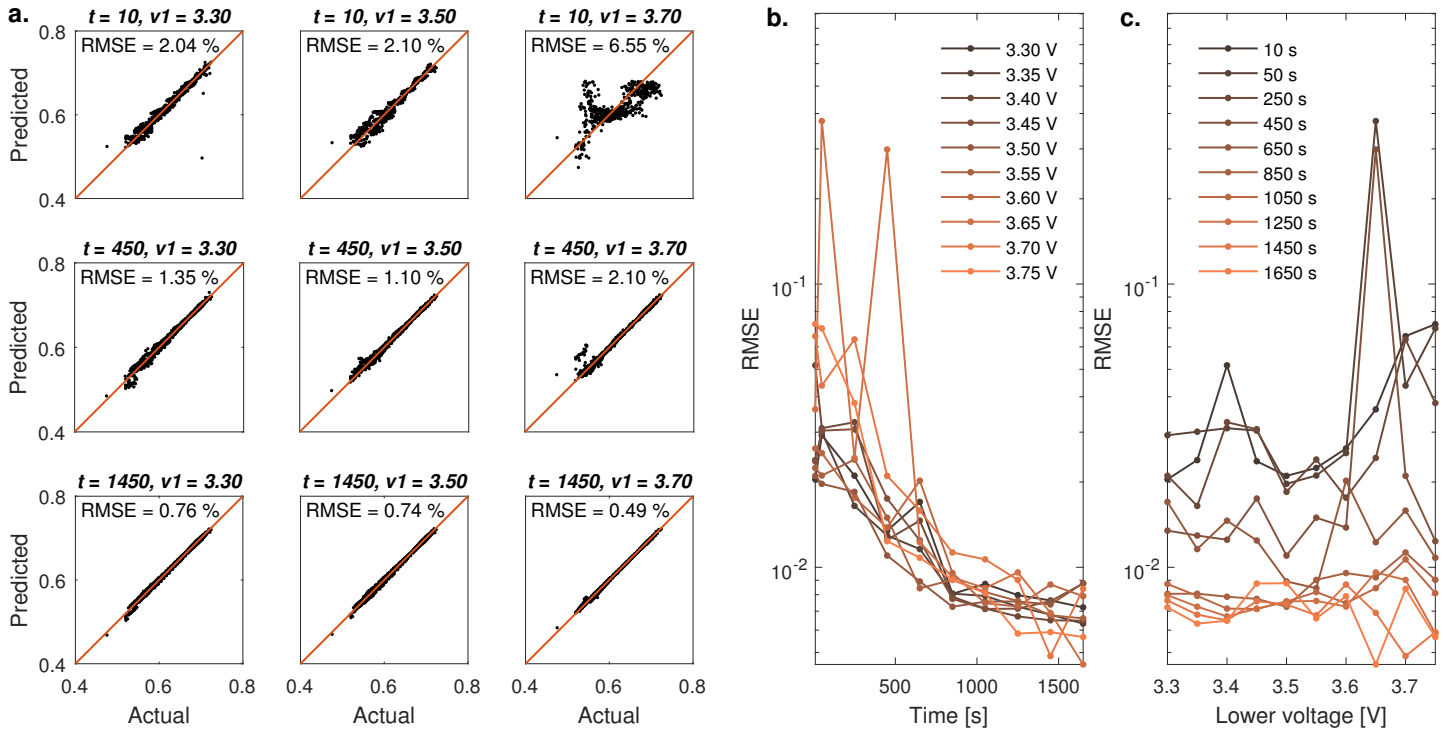 a.
t = 10, v1 = 3.30
t = 10, v1 = 3.50
t = 10, v1 = 3.70
RMSE = 2.04 %
RMSE = 2.10 %
RMSE = 6.55 %
0.8
0.6
0.4
Predicted
t = 450, v1 = 3.30
t = 450, v1 = 3.50
t = 450, v1 = 3.70
RMSE = 1.35 %
RMSE = 1.10 %
RMSE = 2.10 %
0.8
0.6
0.4
Predicted
t = 1450, v1 = 3.30
t = 1450, v1 = 3.50
t = 1450, v1 = 3.70
RMSE = 0.76 %
RMSE = 0.74 %
RMSE = 0.49 %
0.8
0.6
0.4
Predicted
0.4 0.6 0.8
0.4 0.6 0.8
0.4 0.6 0.8
Actual
Actual
Actual
b.
3.30 V
3.35 V
3.40 V
3.45 V
3.50 V
3.55 V
3.60 V
3.65 V
3.70 V
3.75 V
10-1
10-2
RMSE
500 1000 1500
Time [s]
c.
10 s
50 s
250 s
450 s
650 s
850 s
1050 s
1250 s
1450 s
1650 s
10-1
10-2
RMSE
3.3 3.4 3.5 3.6 3.7
Lower voltage [V]